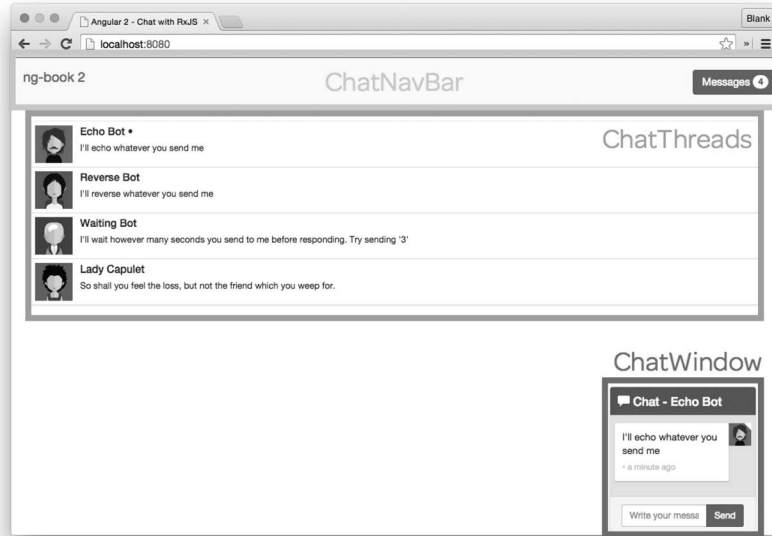 Angular 2 - Chat with RxJS ×
Blank
localhost:8080
ng-book 2
ChatNavBar
Messages 4
Echo Bot •
I'll echo whatever you send me
ChatThreads
Reverse Bot
I'll reverse whatever you send me
Waiting Bot
I'll wait however many seconds you send to me before responding. Try sending '3'
Lady Capulet
So shall you feel the loss, but not the friend which you weep for.
ChatWindow
Chat - Echo Bot
I'll echo whatever you
send me
• a minute ago
Write your messa
Send